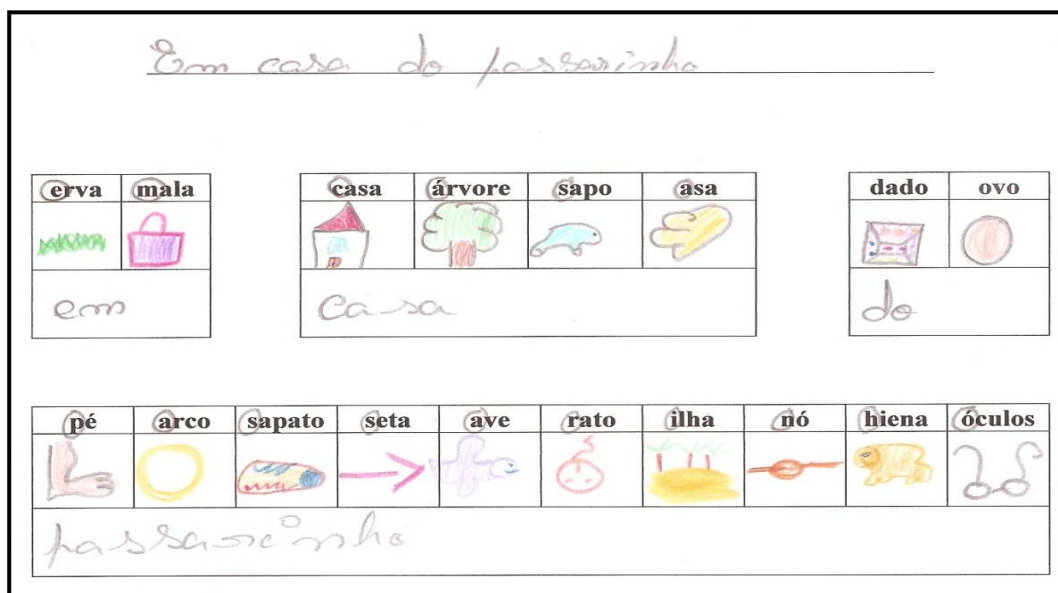 Em casa do passarinho
erva mala casa árvore sapo asa dado ovo
em casa do
pé arco sapato seta ave rato ilha nó hiena óculos
passarinho